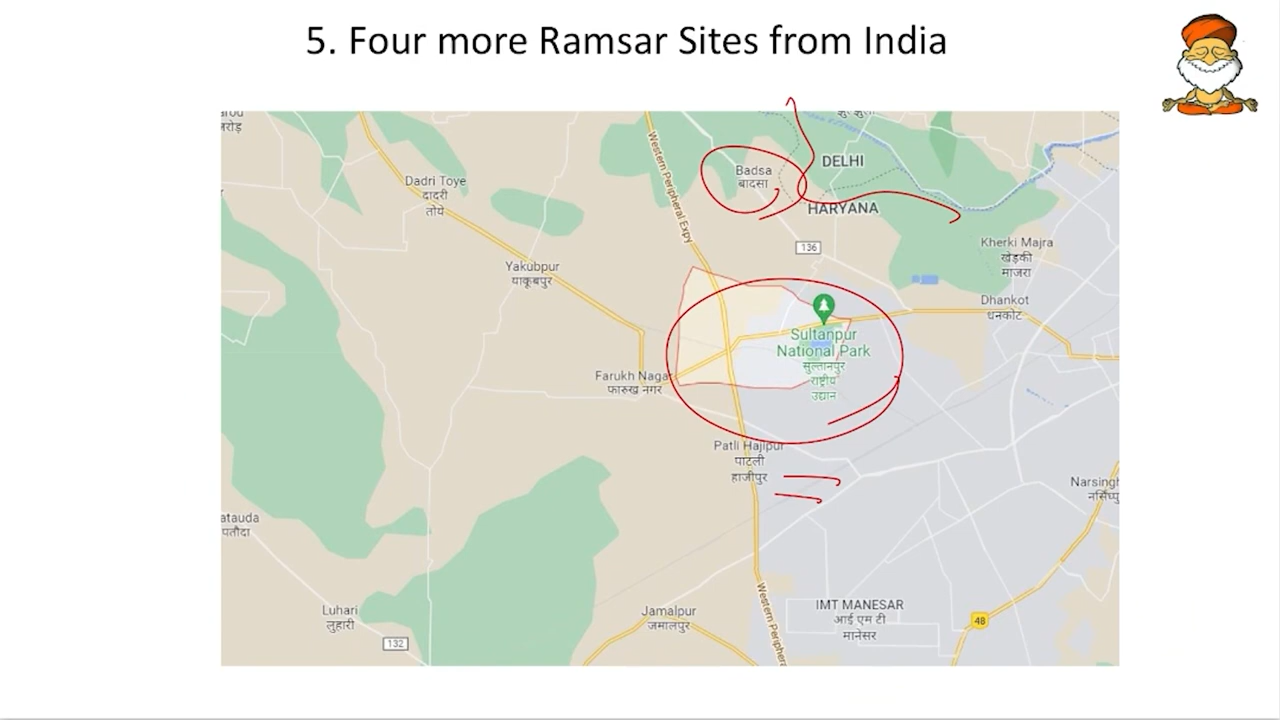 5. Four more Ramsar Sites from India
Badsa
बादसा
DELHI
HARYANA
Western Peripheral Expy
Dadri Toye
दादरी
तोये
136
Kherki Majra
खेड़की
माजरा
Yakubpur
याकूबपुर
Dhankot
धनकोट
Sultanpur
National Park
सुल्तानपुर
राष्ट्रीय
उद्यान
Farukh Nagar
फारुख नगर
Patli Hajipur
पाटली
हाजीपुर
Narsingh
atauda
पतौदा
Western Periphera
Luhari
लुहारी
132
Jamalpur
जमालपुर
IMT MANESAR
आई एम टी
मानेसर
48